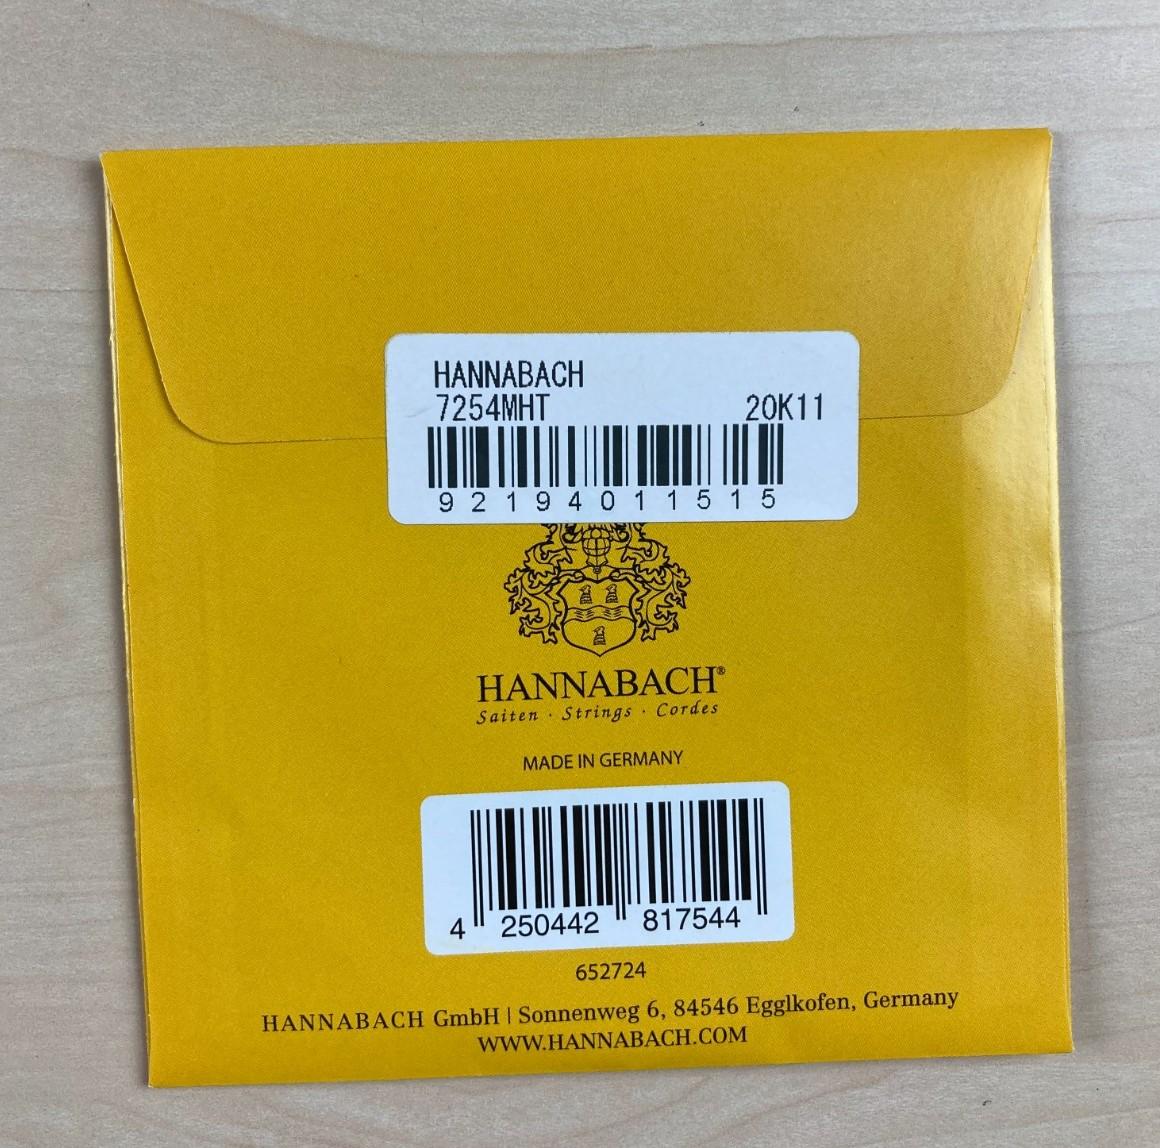 HANNABACH
7254MHT 20K11
92194011515
HANNABACH®
Saiten · Strings · Cordes
MADE IN GERMANY
4 250442 817544
652724
HANNABACH GmbH | Sonnenweg 6, 84546 Egglkofen, Germany
WWW.HANNABACH.COM